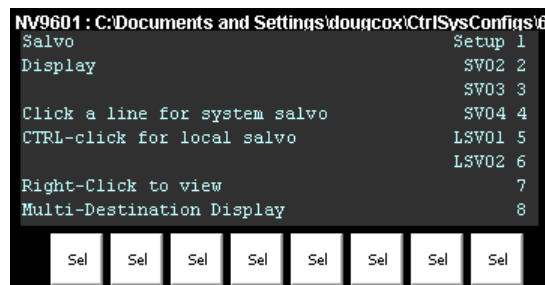 NV9601 : C:\Documents and Settings\dougcox\CtrlSysConfigs\6
Salvo Setup 1
Display SV02 2
SV03 3
Click a line for system salvo SV04 4
CTRL-click for local salvo LSV01 5
LSV02 6
Right-Click to view 7
Multi-Destination Display 8
Sel Sel Sel Sel Sel Sel Sel Sel